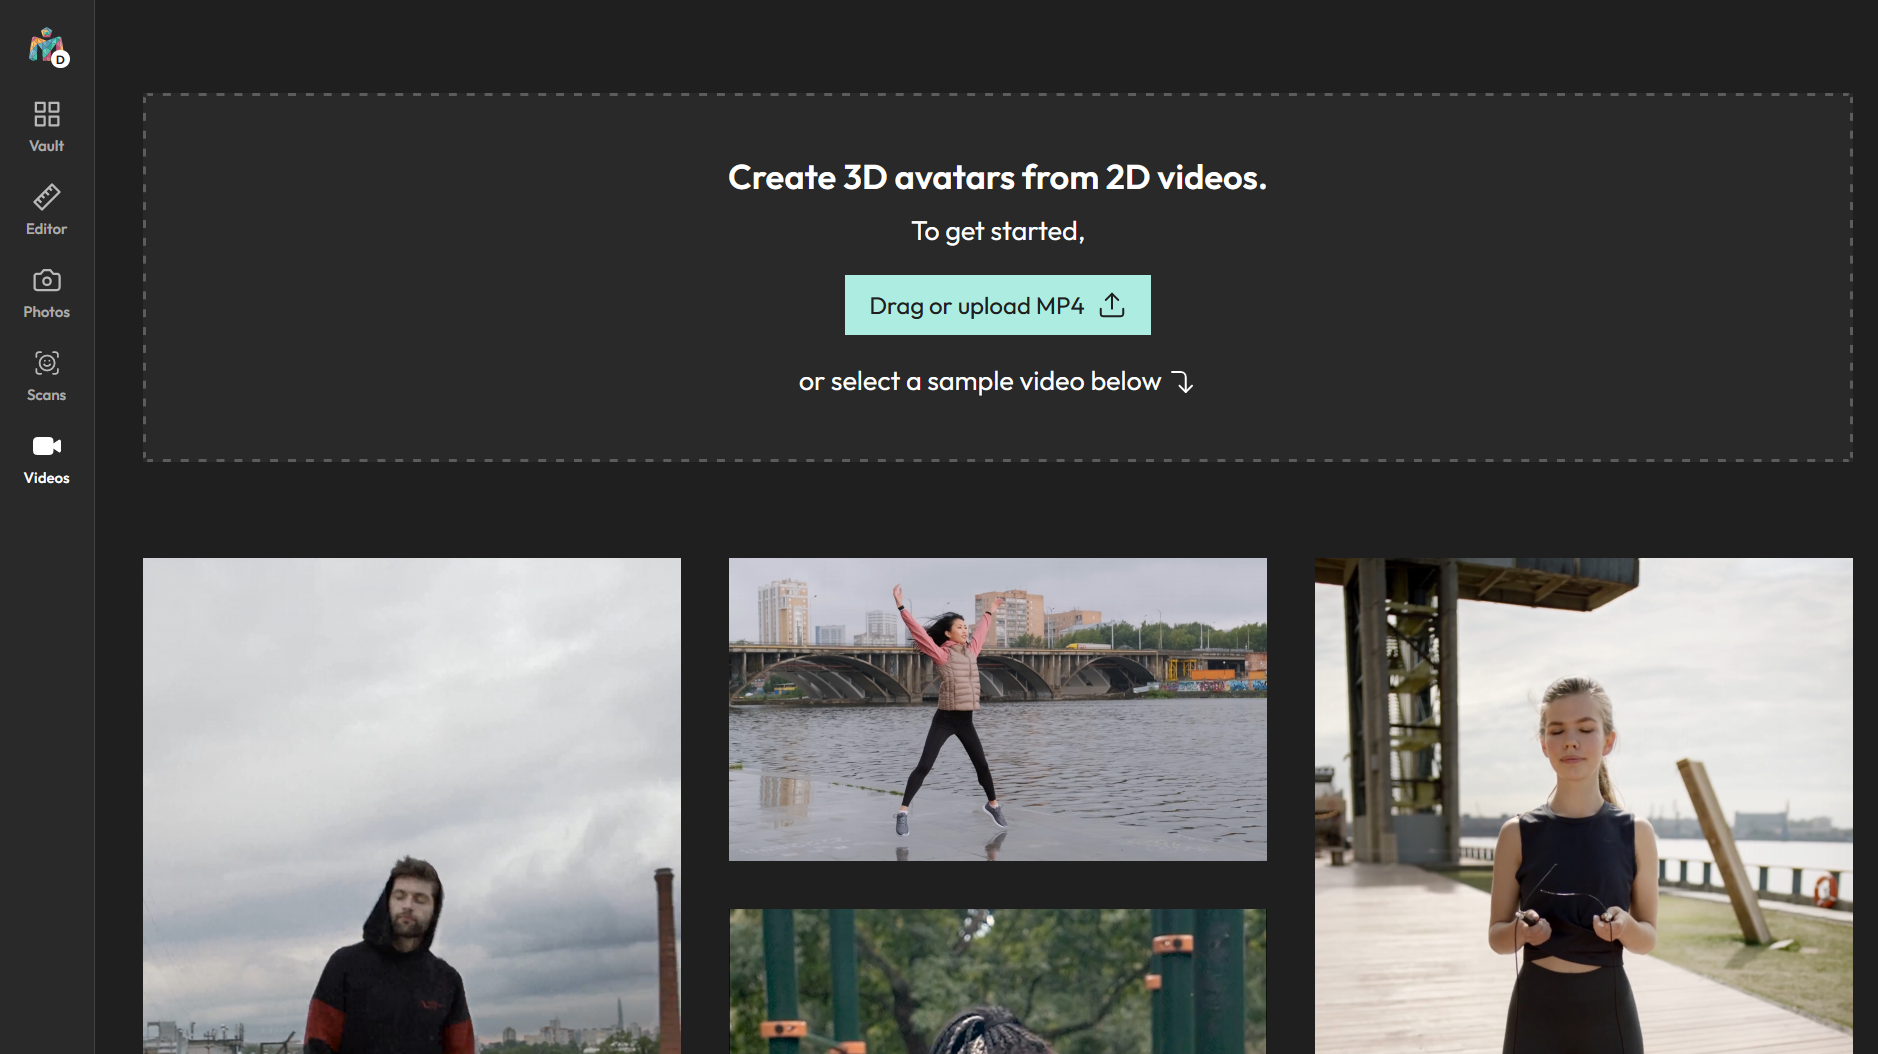 D
Vault
Editor
Photos
Scans
Videos
Create 3D avatars from 2D videos.
To get started,
Drag or upload MP4
or select a sample video below